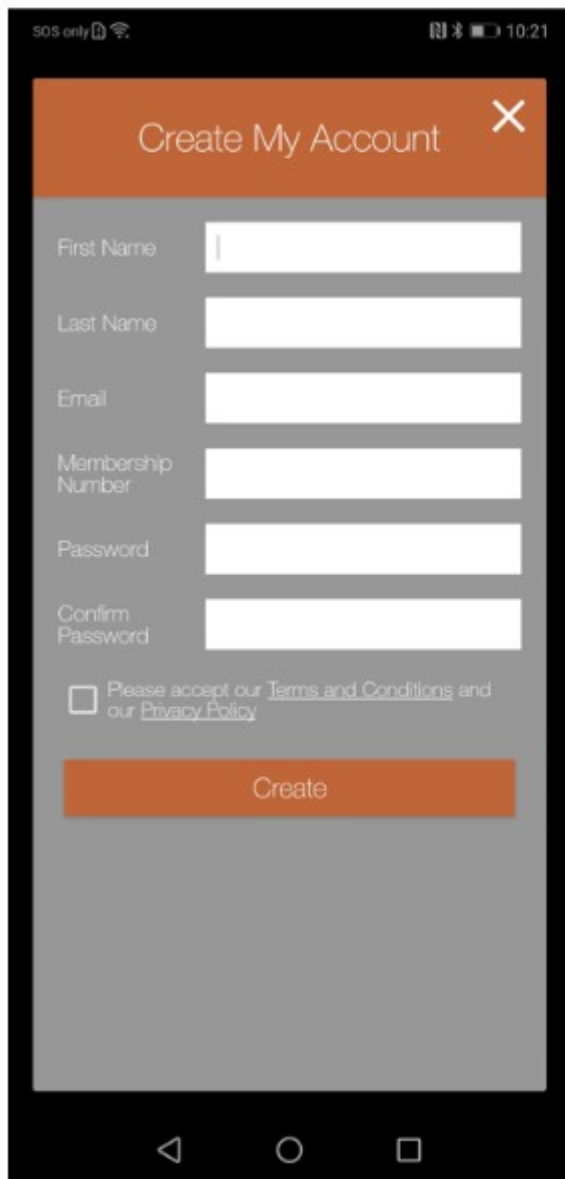 SOS only 10:21
Create My Account
First Name
Last Name
Email
Membership
Number
Password
Confirm
Password
Please accept our Terms and Conditions and
our Privacy Policy
Create